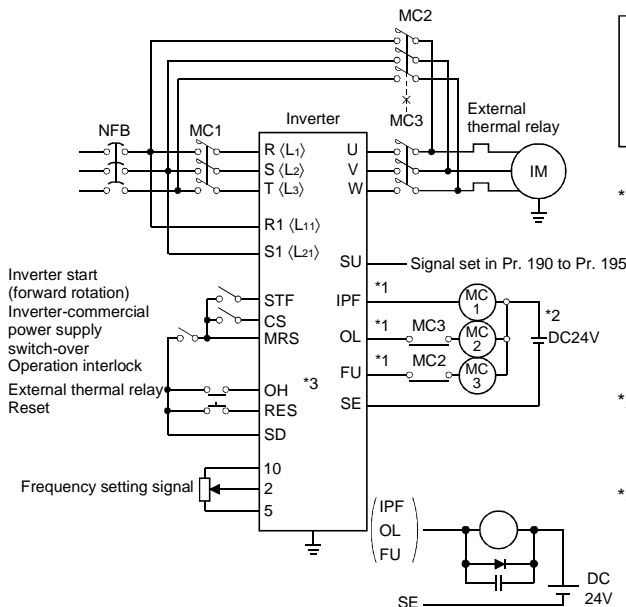 MC2
Inverter
External
thermal relay
NFB
MC1
MC3
R ⟨L1⟩
S ⟨L2⟩
T ⟨L3⟩
U
V
W
IM
R1 ⟨L11⟩
S1 ⟨L21⟩
SU
Signal set in Pr. 190 to Pr. 195
Inverter start
(forward rotation)
Inverter-commercial
power supply
switch-over
Operation interlock
External thermal relay
Reset
STF
CS
MRS
OH
RES
SD
*3
IPF
*1
MC
1
OL
*1
MC3
MC
2
FU
*1
MC2
MC
3
SE
*2
DC24V
Frequency setting signal
10
2
5
IPF
OL
FU
SE
DC
24V
*
*
*